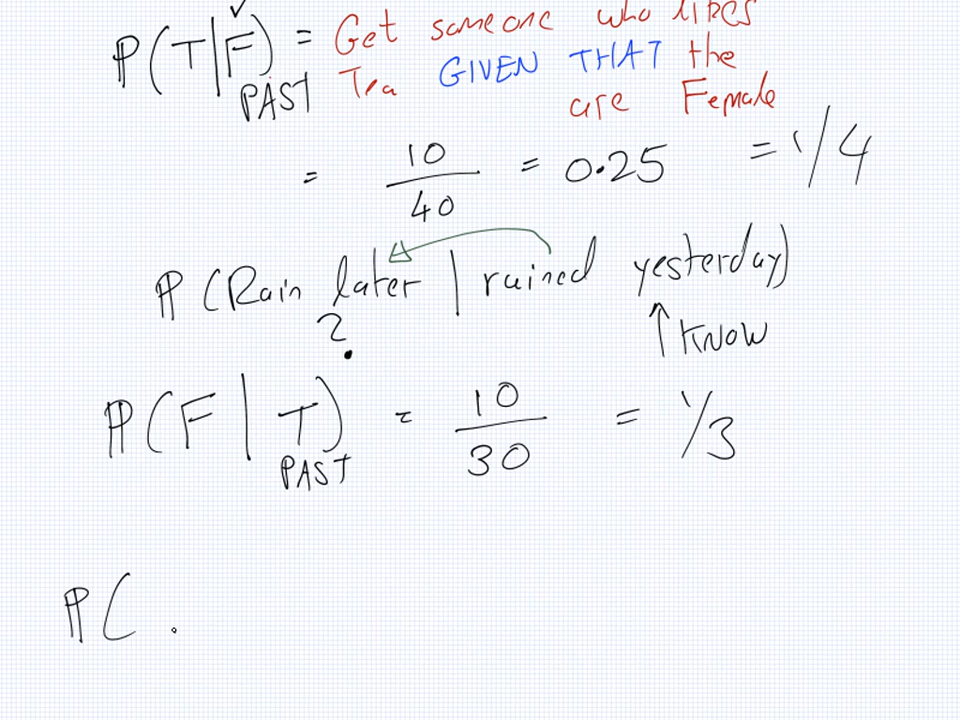 P(T|F) = Get someone who likes
PAST Tea GIVEN THAT the
are Female
= 10/40 = 0.25 = 1/4
P(Rain later | rained yesterday)
? ↑ KNOW
P(F | T) = 10/30 = 1/3
PAST
P( .